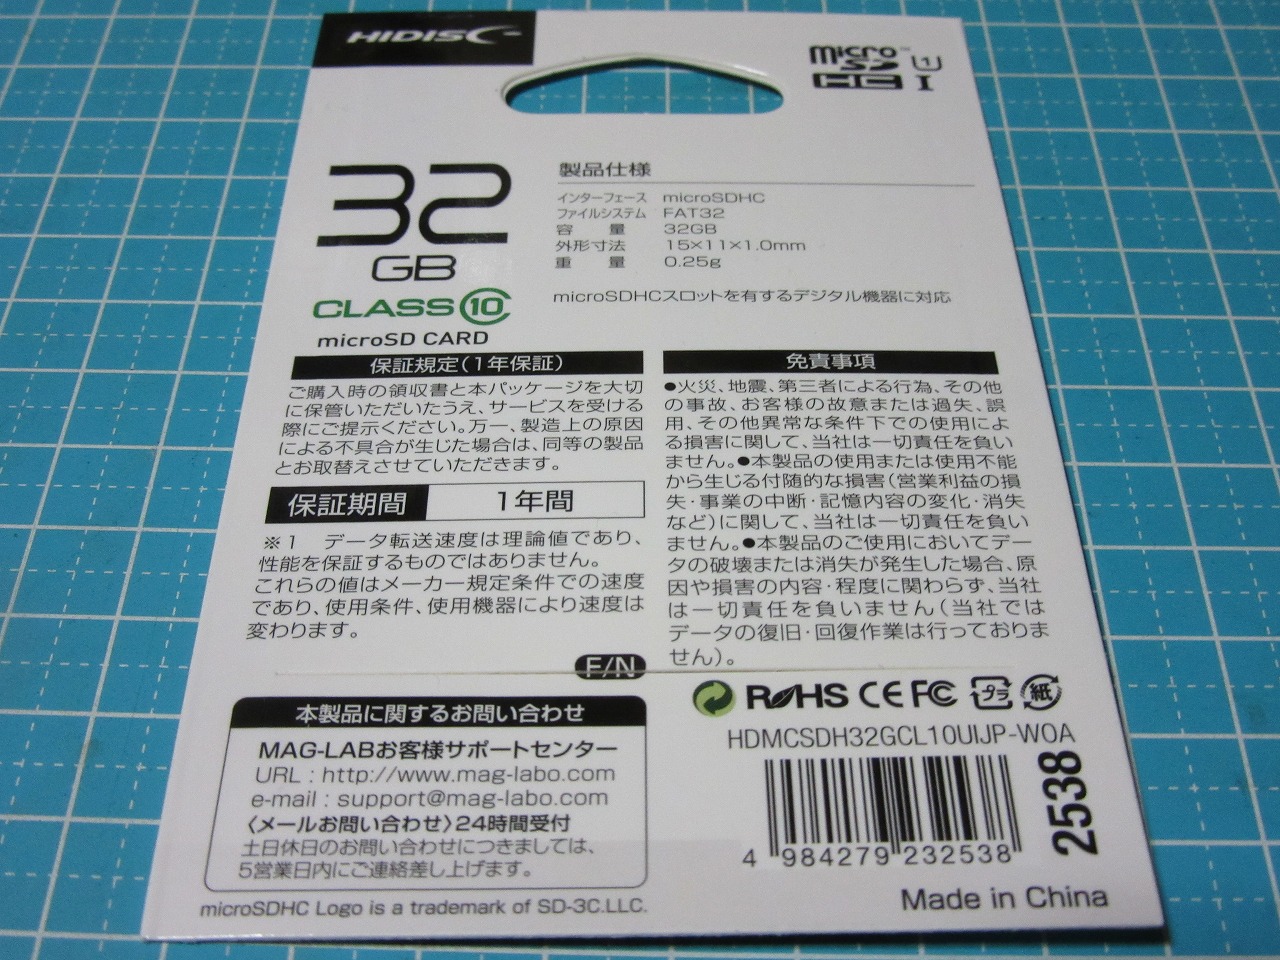 HIDISC
micro SD HC I 1
32
GB
CLASS 10
microSD CARD
製品仕様
インターフェース microSDHC
ファイルシステム FAT32
容量 32GB
外形寸法 15×11×1.0mm
重量 0.25g
microSDHCスロットを有するデジタル機器に対応
保証規定(1年保証)
ご購入時の領収書と本パッケージを大切
に保管いただいたうえ、サービスを受ける
際にご提示ください。万一、製造上の原因
による不具合が生じた場合は、同等の製品
とお取替えさせていただきます。
保証期間 1年間
※1 データ転送速度は理論値であり、
性能を保証するものではありません。
これらの値はメーカー規定条件での速度
であり、使用条件、使用機器により速度は
変わります。
免責事項
●火災、地震、第三者による行為、その他
の事故、お客様の故意または過失、誤
用、その他異常な条件下での使用によ
る損害に関して、当社は一切責任を負い
ません。●本製品の使用または使用不能
から生じる付随的な損害(営業利益の損
失・事業の中断・記憶内容の変化・消失
など)に関して、当社は一切責任を負い
ません。●本製品のご使用においてデー
タの破壊または消失が発生した場合、原
因や損害の内容・程度に関わらず、当社
は一切責任を負いません(当社では
データの復旧・回復作業は行っておりま
せん)。
F/N
本製品に関するお問い合わせ
MAG-LABお客様サポートセンター
URL : http://www.mag-labo.com
e-mail : support@mag-labo.com
〈メールお問い合わせ〉24時間受付
土日休日のお問い合わせにつきましては、
5営業日内にご連絡差し上げます。
microSDHC Logo is a trademark of SD-3C.LLC.
RoHS CE FC プラ 紙
HDMCSDH32GCL10UIJP-WOA
4 984279 232538
2538
Made in China